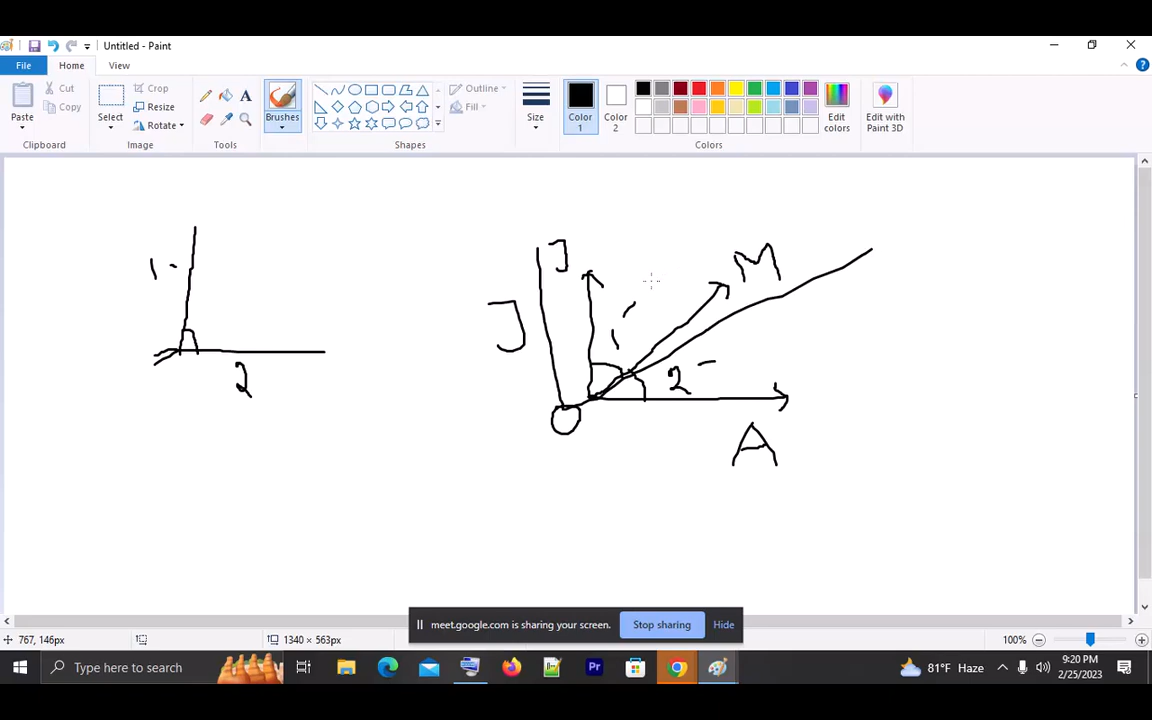 Untitled - Paint
File
Home
View
Paste
Cut
Copy
Clipboard
Select
Crop
Resize
Rotate
Image
A
Tools
Brushes
Shapes
Outline
Fill
Size
Color
1
Color
2
Colors
Edit
colors
Edit with
Paint 3D
1
2
J
J
M
1
2
O
A
meet.google.com is sharing your screen.
Stop sharing
Hide
767, 146px
1340 × 563px
100%
Type here to search
Pr
81°F Haze
9:20 PM
2/25/2023